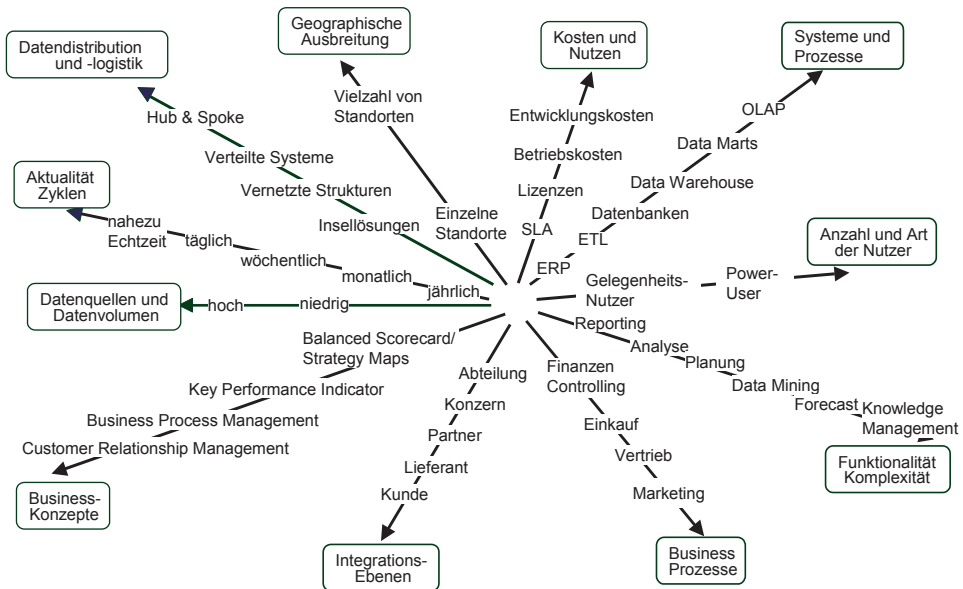 Geographische
Ausbreitung
Kosten und
Nutzen
Systeme und
Prozesse
Datendistribution
und -logistik
Vielzahl von
Standorten
Einzelne
Standorte
Entwicklungskosten
Betriebskosten
Lizenzen
SLA
OLAP
Data Marts
Data Warehouse
Datenbanken
ETL
ERP
Hub & Spoke
Verteilte Systeme
Vernetzte Strukturen
Insellösungen
Aktualität
Zyklen
nahezu
Echtzeit
täglich
wöchentlich
monatlich
jährlich
Anzahl und Art
der Nutzer
Gelegenheits-
Nutzer
Power-
User
Datenquellen und
Datenvolumen
hoch
niedrig
Balanced Scorecard/
Strategy Maps
Key Performance Indicator
Business Process Management
Customer Relationship Management
Business-
Konzepte
Abteilung
Konzern
Partner
Lieferant
Kunde
Integrations-
Ebenen
Finanzen
Controlling
Einkauf
Vertrieb
Marketing
Business
Prozesse
Reporting
Analyse
Planung
Data Mining
Forecast
Knowledge
Management
Funktionalität
Komplexität